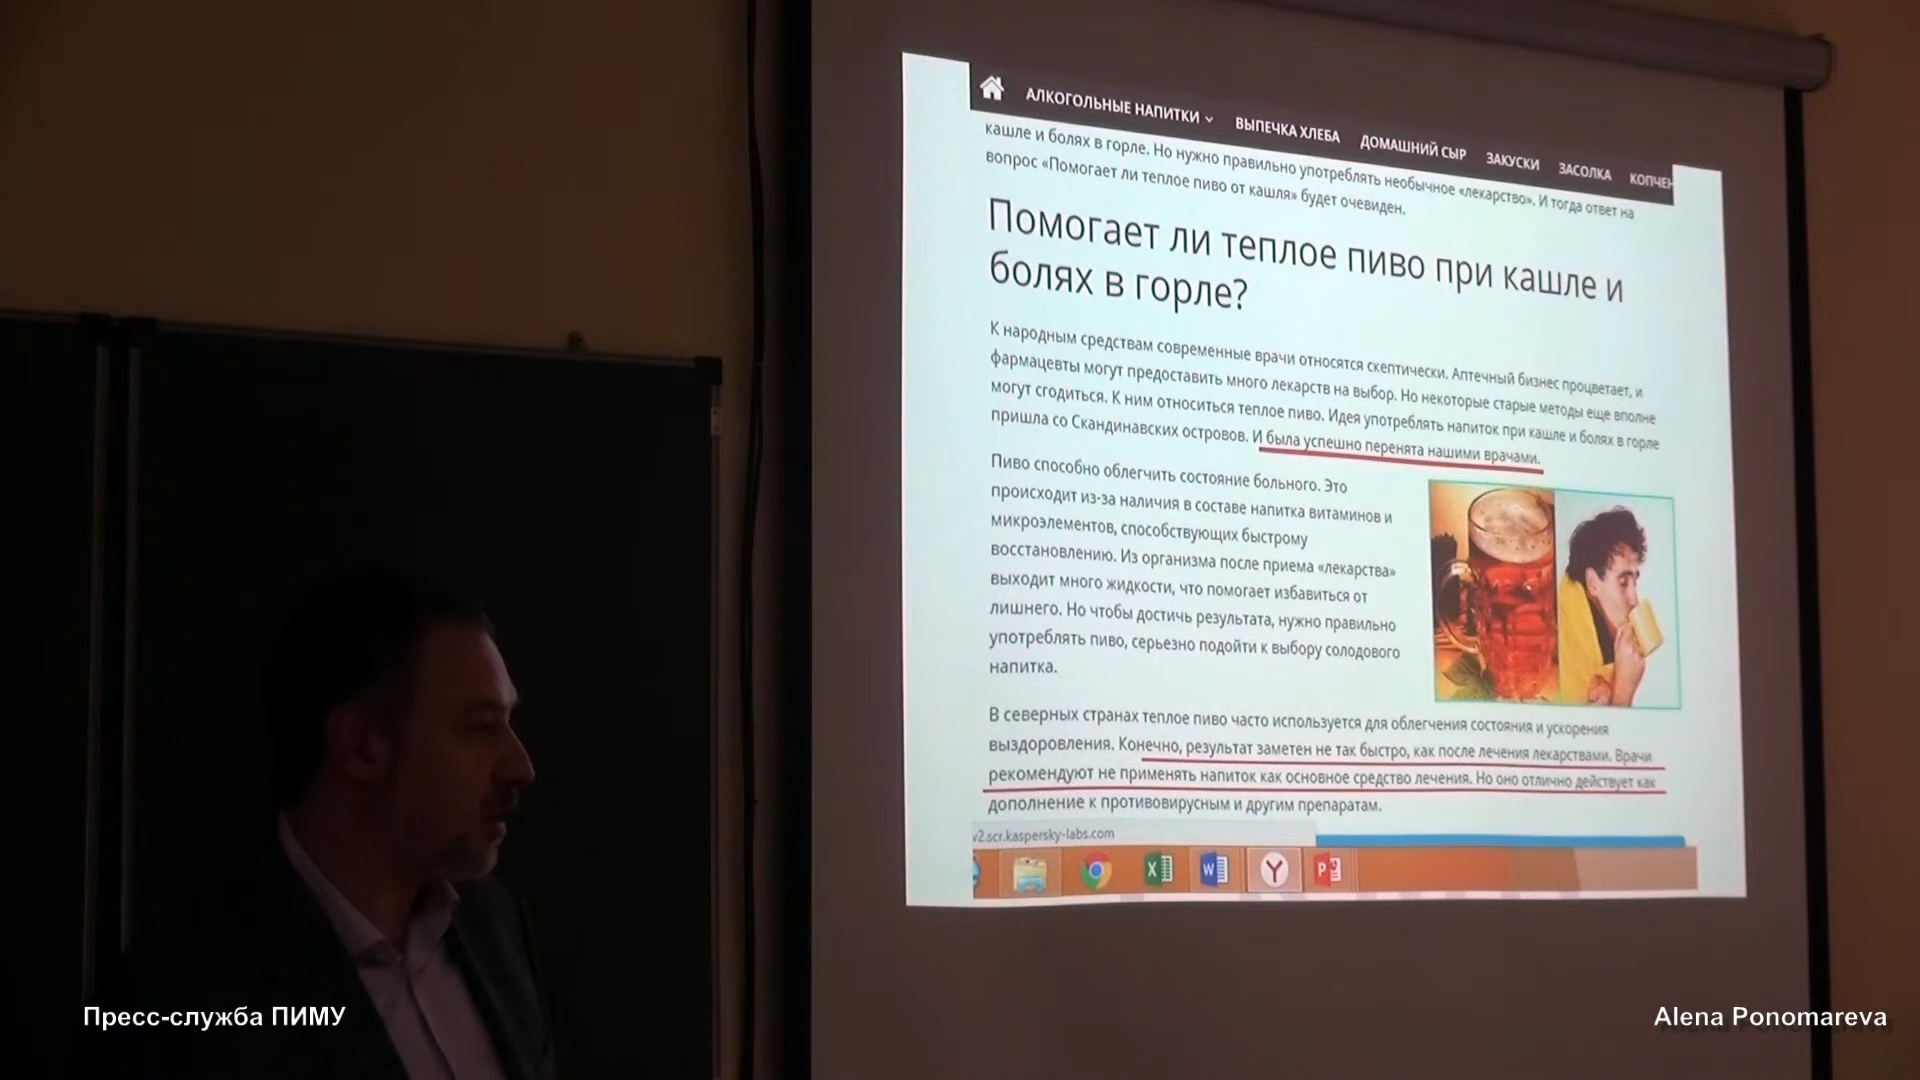 АЛКОГОЛЬНЫЕ НАПИТКИ ВЫПЕЧКА ХЛЕБА ДОМАШНИЙ СЫР ЗАКУСКИ ЗАСОЛКА КОПЧЕН
кашле и болях в горле. Но нужно правильно употреблять необычное «лекарство». И тогда ответ на
вопрос «Помогает ли теплое пиво от кашля» будет очевиден.
Помогает ли теплое пиво при кашле и
болях в горле?
К народным средствам современные врачи относятся скептически. Аптечный бизнес процветает, и
фармацевты могут предоставить много лекарств на выбор. Но некоторые старые методы еще вполне
могут сгодиться. К ним относиться теплое пиво. Идея употреблять напиток при кашле и болях в горле
пришла со Скандинавских островов. И была успешно перенята нашими врачами.
Пиво способно облегчить состояние больного. Это
происходит из-за наличия в составе напитка витаминов и
микроэлементов, способствующих быстрому
восстановлению. Из организма после приема «лекарства»
выходит много жидкости, что помогает избавиться от
лишнего. Но чтобы достичь результата, нужно правильно
употреблять пиво, серьезно подойти к выбору солодового
напитка.
В северных странах теплое пиво часто используется для облегчения состояния и ускорения
выздоровления. Конечно, результат заметен не так быстро, как после лечения лекарствами. Врачи
рекомендуют не применять напиток как основное средство лечения. Но оно отлично действует как
дополнение к противовирусным и другим препаратам.
v2.scr.kaspersky-labs.com
Пресс-служба ПИМУ
Alena Ponomareva